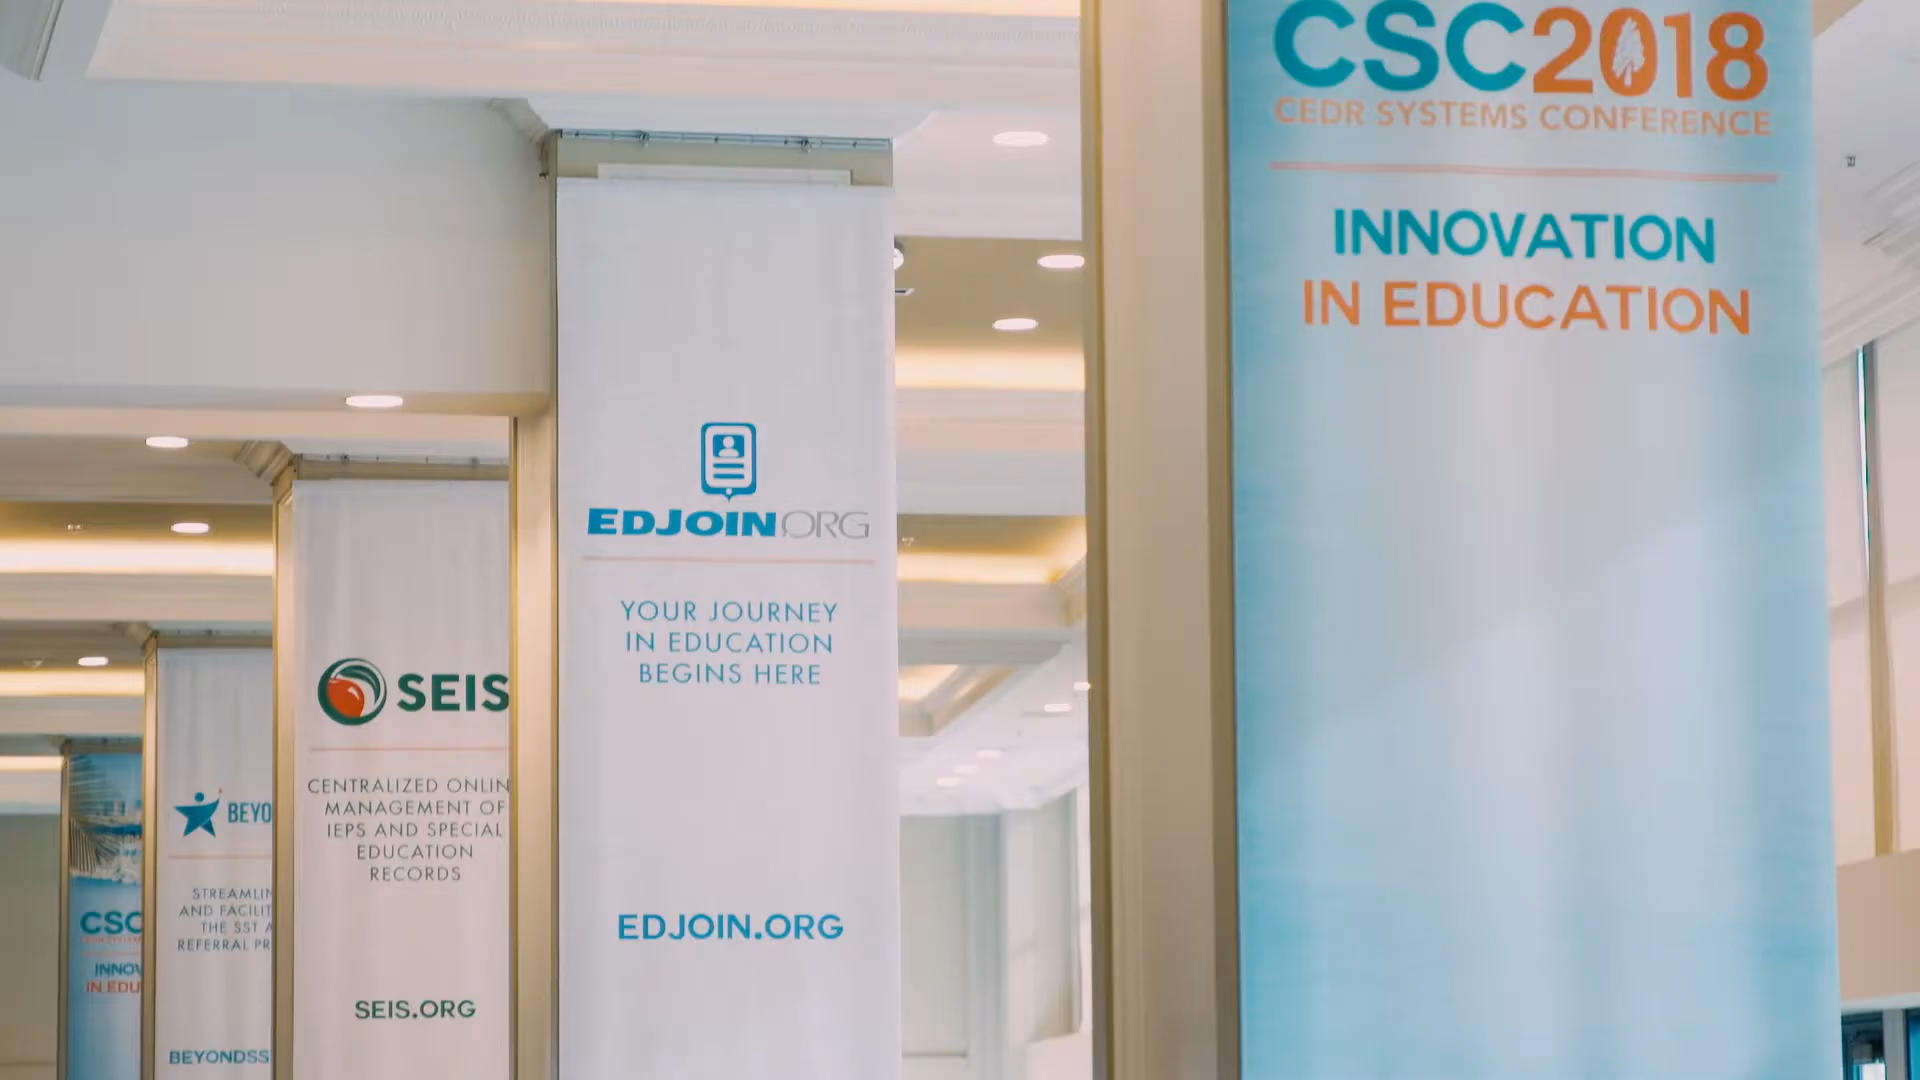 CSC2018
CEDR SYSTEMS CONFERENCE
INNOVATION
IN EDUCATION
EDJOIN.ORG
YOUR JOURNEY
IN EDUCATION
BEGINS HERE
EDJOIN.ORG
SEIS
CENTRALIZED ONLIN
MANAGEMENT OF
IEPS AND SPECIAL
EDUCATION
RECORDS
SEIS.ORG
BEYO
STREAMLIN
AND FACILIT
THE SST A
REFERRAL PR
BEYONDSS
CSC
INNOV
IN EDU